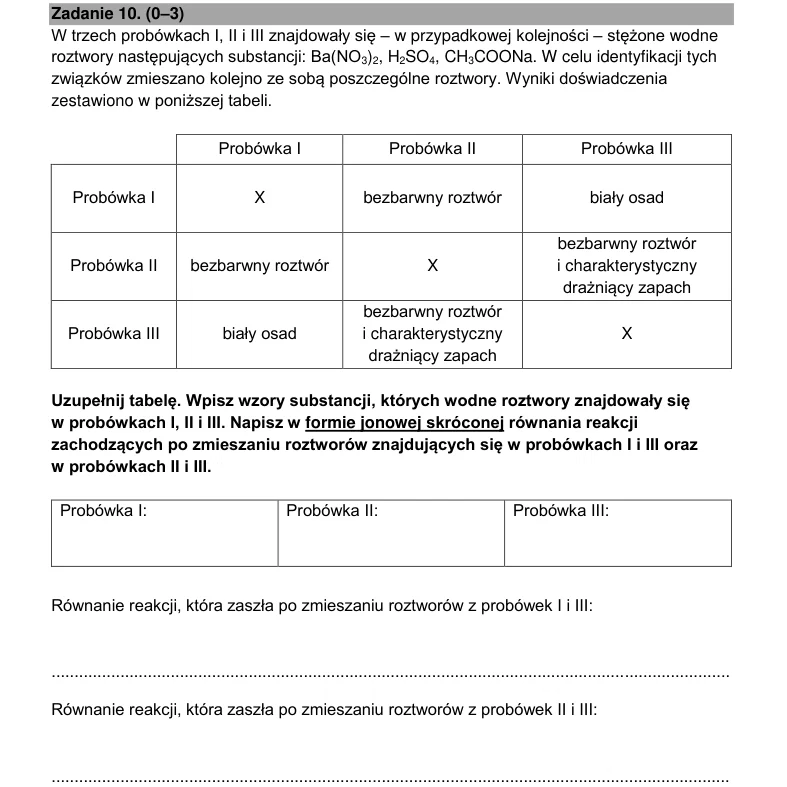 Zadanie 10. (0–3)
W trzech probówkach I, II i III znajdowały się – w przypadkowej kolejności – stężone wodne
roztwory następujących substancji: Ba(NO₃)₂, H₂SO₄, CH₃COONa. W celu identyfikacji tych
związków zmieszano kolejno ze sobą poszczególne roztwory. Wyniki doświadczenia
zestawiono w poniższej tabeli.
Probówka I Probówka II Probówka III
Probówka I X bezbarwny roztwór biały osad
Probówka II bezbarwny roztwór X bezbarwny roztwór
i charakterystyczny
drażniący zapach
Probówka III biały osad bezbarwny roztwór
i charakterystyczny
drażniący zapach
X
Uzupełnij tabelę. Wpisz wzory substancji, których wodne roztwory znajdowały się
w probówkach I, II i III. Napisz w formie jonowej skróconej równania reakcji
zachodzących po zmieszaniu roztworów znajdujących się w probówkach I i III oraz
w probówkach II i III.
Probówka I: Probówka II: Probówka III:
Równanie reakcji, która zaszła po zmieszaniu roztworów z probówek I i III:
Równanie reakcji, która zaszła po zmieszaniu roztworów z probówek II i III: